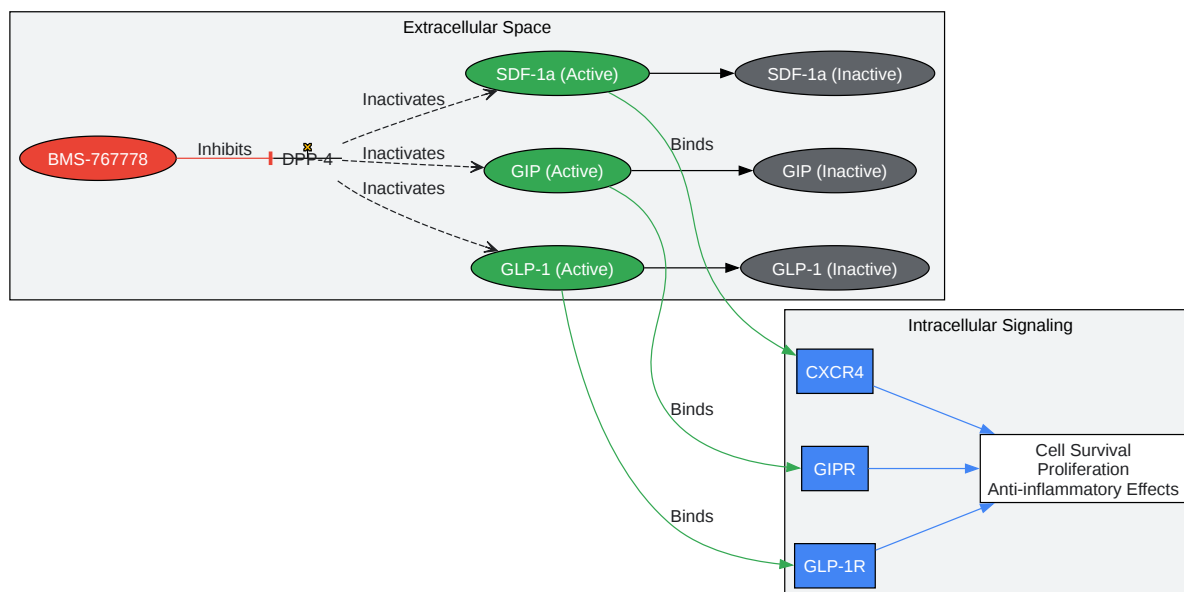 Extracellular Space
SDF-1a (Active)
SDF-1a (Inactive)
Inactivates
BMS-767778
Inhibits
DPP-4
Inactivates
Binds
GIP (Active)
GIP (Inactive)
Inactivates
GLP-1 (Active)
GLP-1 (Inactive)
Intracellular Signaling
CXCR4
Binds
GIPR
Cell Survival
Proliferation
Anti-inflammatory Effects
Binds
GLP-1R